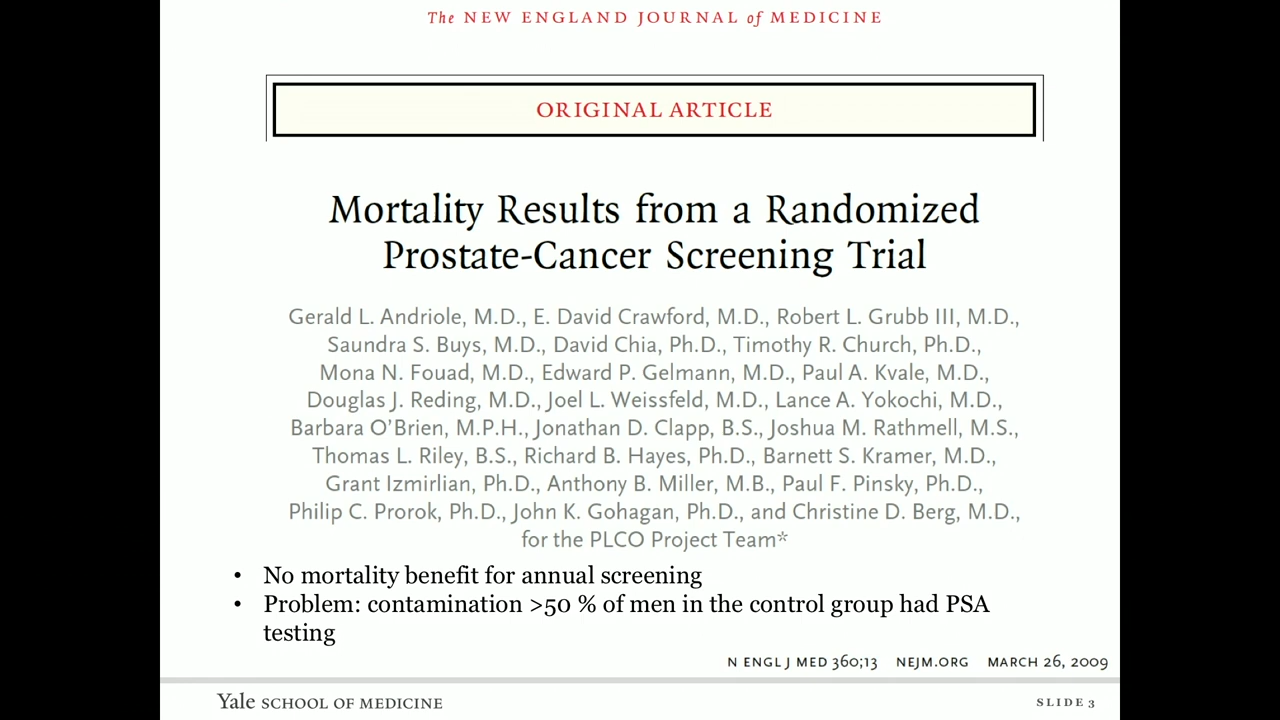 The NEW ENGLAND JOURNAL of MEDICINE
ORIGINAL ARTICLE
Mortality Results from a Randomized
Prostate-Cancer Screening Trial
Gerald L. Andriole, M.D., E. David Crawford, M.D., Robert L. Grubb III, M.D.,
Saundra S. Buys, M.D., David Chia, Ph.D., Timothy R. Church, Ph.D.,
Mona N. Fouad, M.D., Edward P. Gelmann, M.D., Paul A. Kvale, M.D.,
Douglas J. Reding, M.D., Joel L. Weissfeld, M.D., Lance A. Yokochi, M.D.,
Barbara O'Brien, M.P.H., Jonathan D. Clapp, B.S., Joshua M. Rathmell, M.S.,
Thomas L. Riley, B.S., Richard B. Hayes, Ph.D., Barnett S. Kramer, M.D.,
Grant Izmirlian, Ph.D., Anthony B. Miller, M.B., Paul F. Pinsky, Ph.D.,
Philip C. Prorok, Ph.D., John K. Gohagan, Ph.D., and Christine D. Berg, M.D.,
for the PLCO Project Team*
• No mortality benefit for annual screening
• Problem: contamination >50 % of men in the control group had PSA
testing
N ENGL J MED 360;13 NEJM.ORG MARCH 26, 2009
Yale SCHOOL OF MEDICINE
SLIDE 3